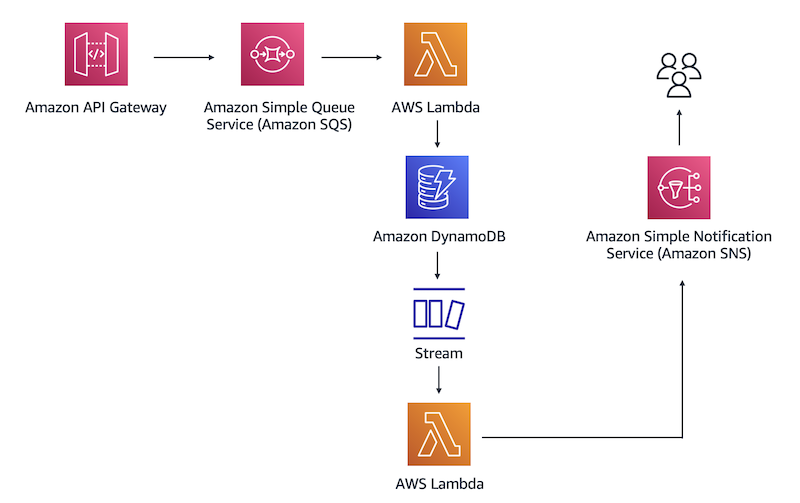 Amazon API Gateway
Amazon Simple Queue
Service (Amazon SQS)
AWS Lambda
Amazon DynamoDB
Stream
AWS Lambda
Amazon Simple Notification
Service (Amazon SNS)